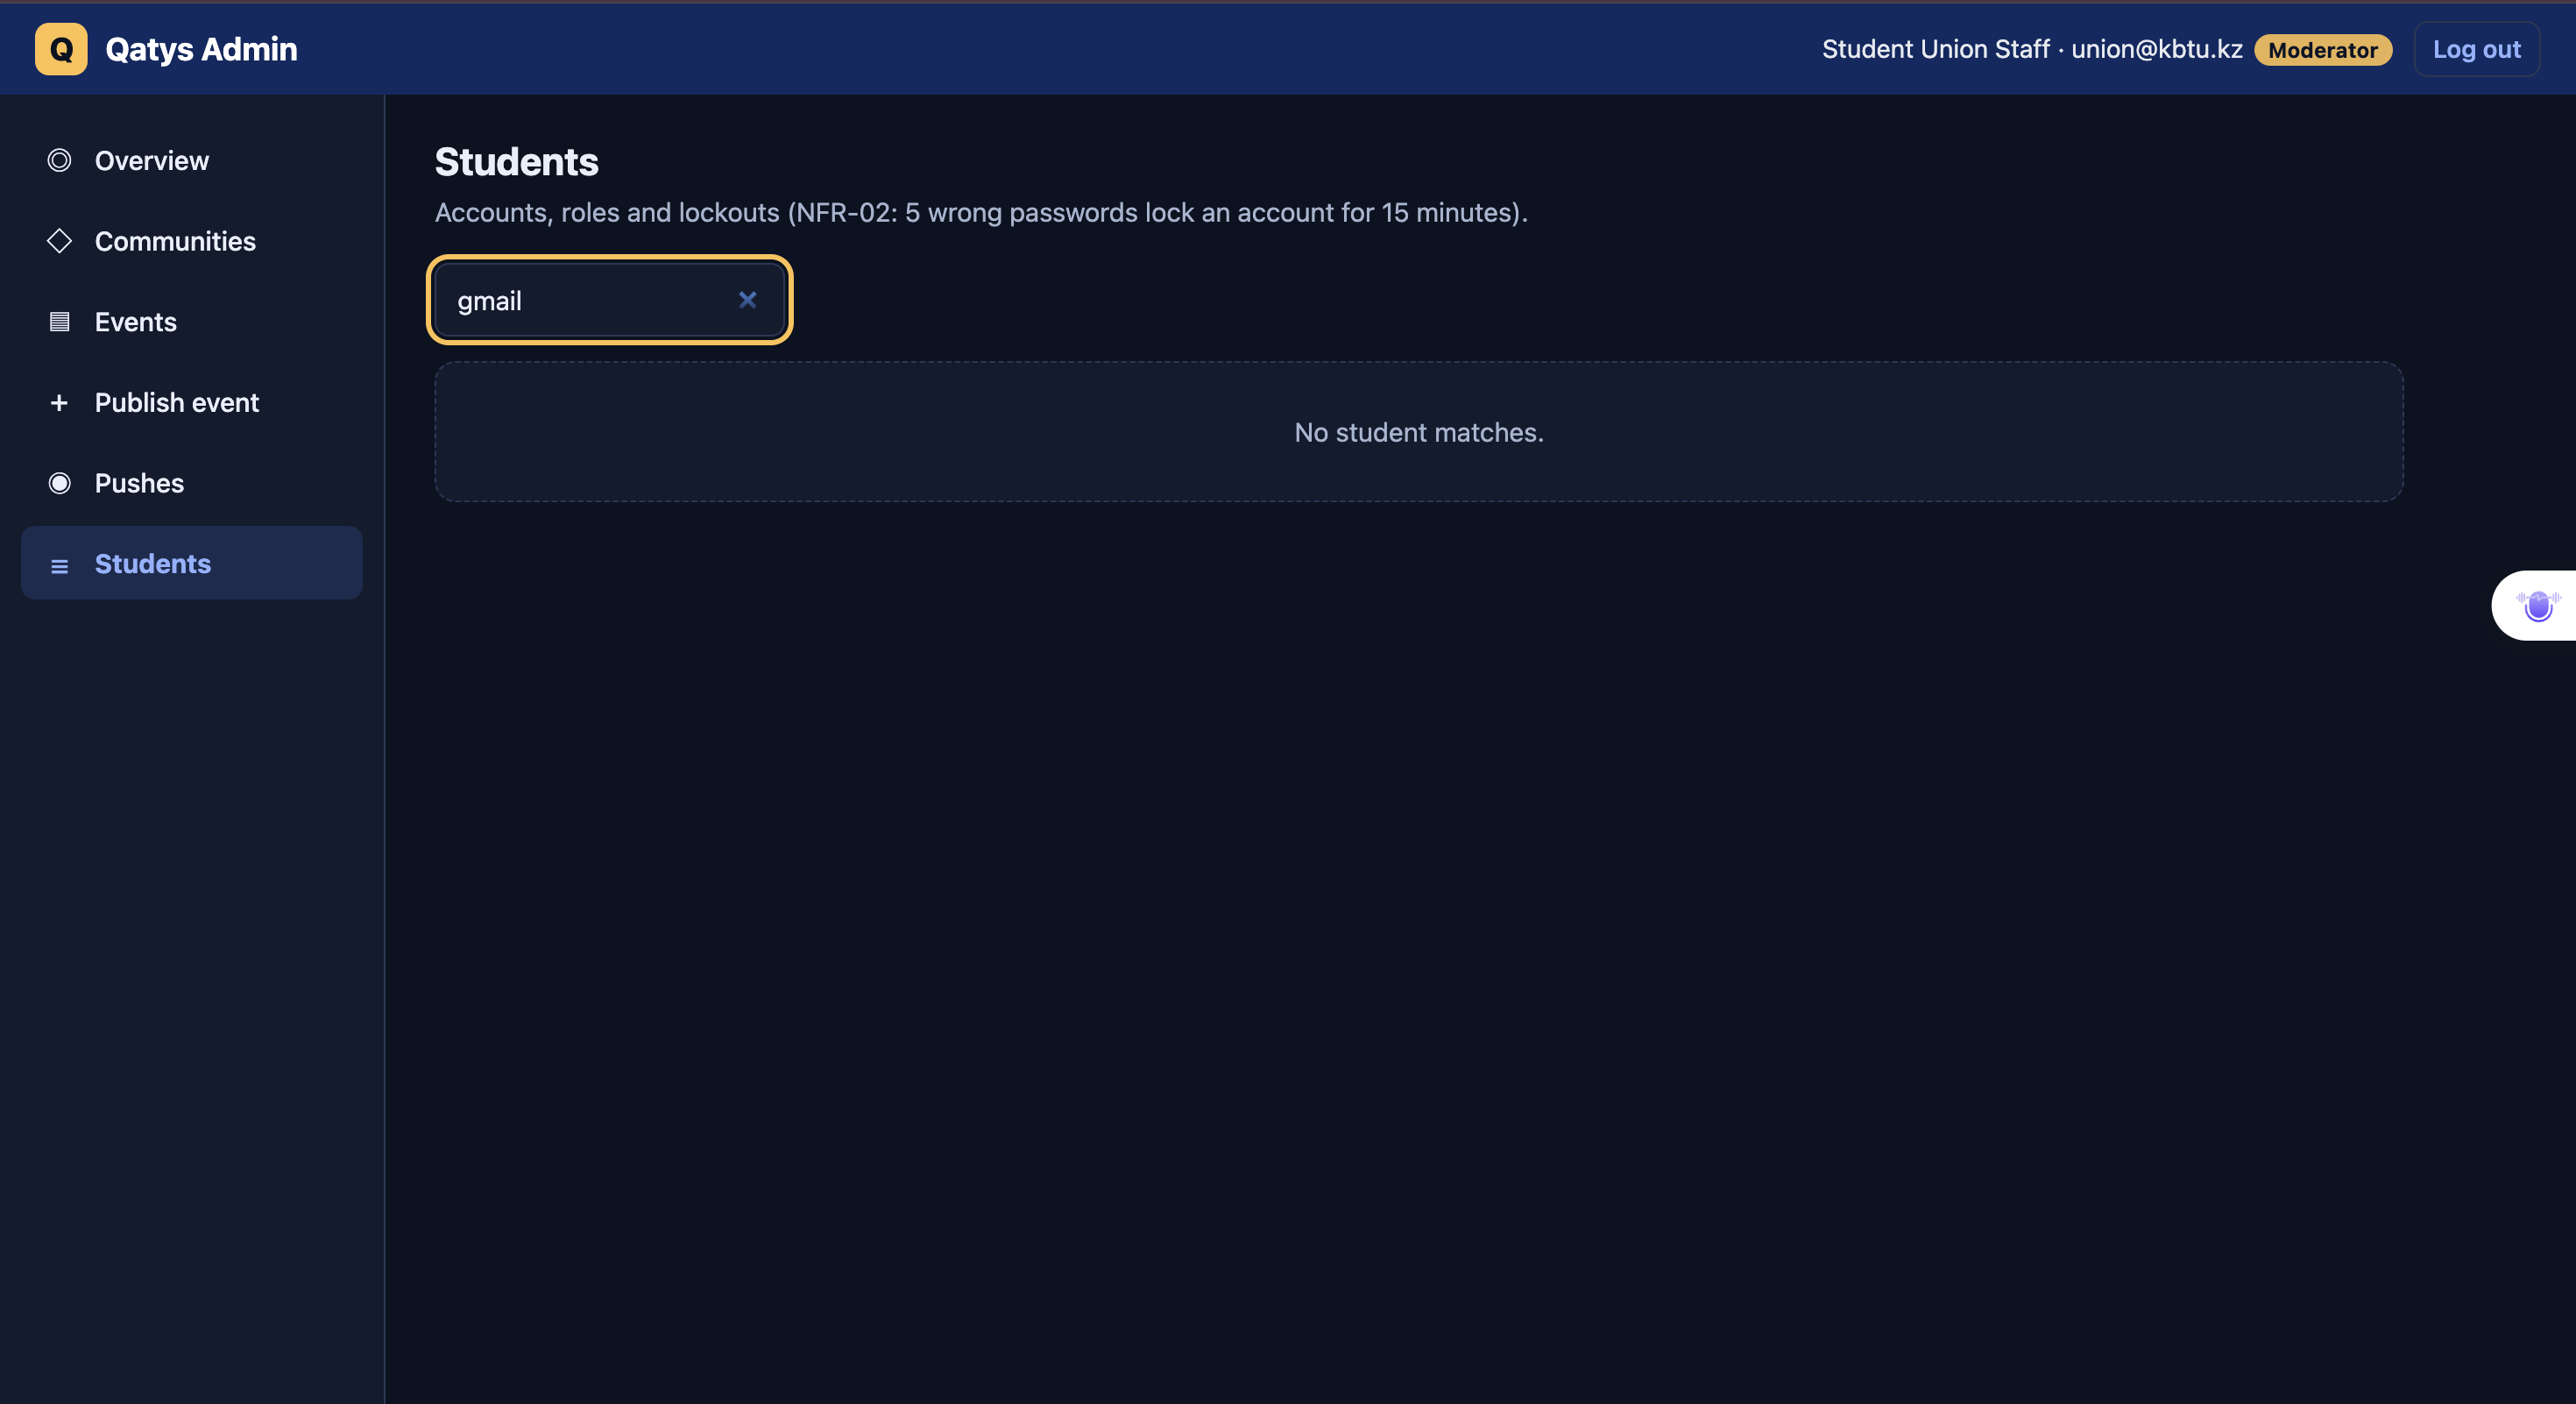 Q Qatys Admin
Student Union Staff · union@kbtu.kz Moderator Log out
Overview
Communities
Events
Publish event
Pushes
Students
Students
Accounts, roles and lockouts (NFR-02: 5 wrong passwords lock an account for 15 minutes).
gmail
No student matches.